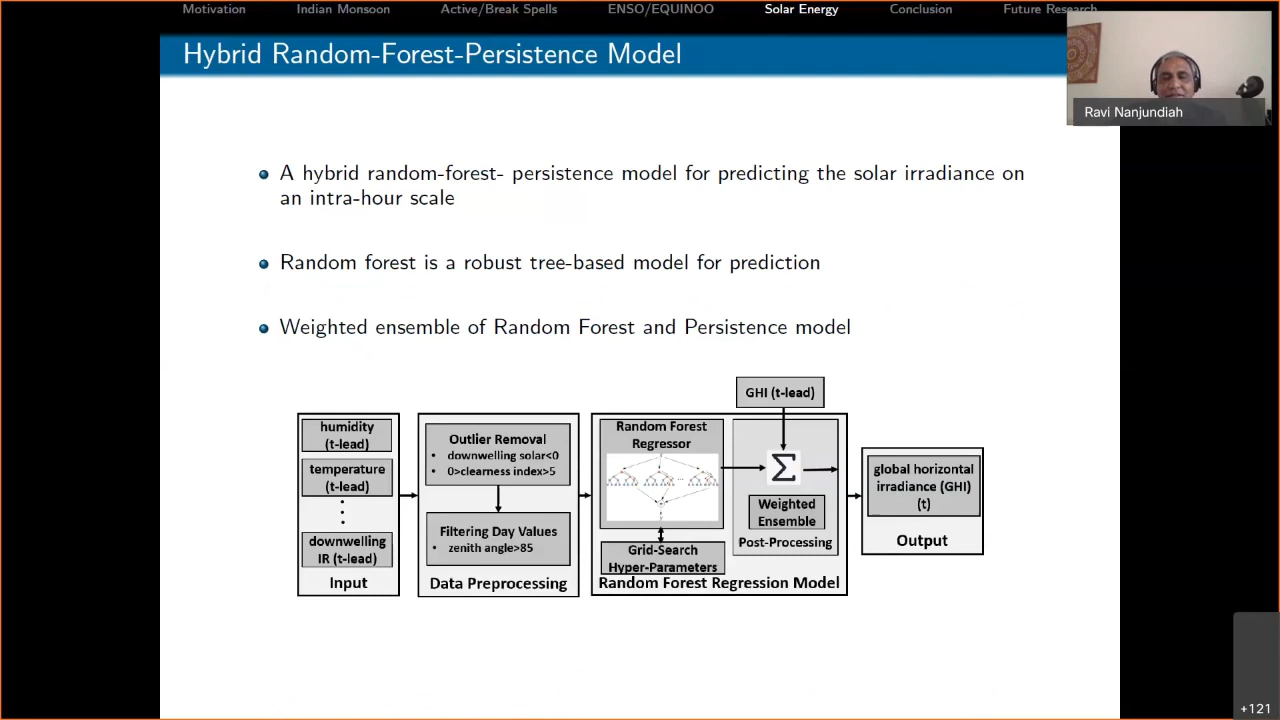 Motivation Indian Monsoon Active/Break Spells ENSO/EQUINOO Solar Energy Conclusion Future Research
Hybrid Random-Forest-Persistence Model
Ravi Nanjundiah
A hybrid random-forest- persistence model for predicting the solar irradiance on
an intra-hour scale
Random forest is a robust tree-based model for prediction
Weighted ensemble of Random Forest and Persistence model
humidity
(t-lead)
temperature
(t-lead)
downwelling
IR (t-lead)
Input
Outlier Removal
downwelling solar<0
0>clearness index>5
Filtering Day Values
zenith angle>85
Data Preprocessing
GHI (t-lead)
Random Forest
Regressor
Grid-Search
Hyper-Parameters
Σ
Weighted
Ensemble
Post-Processing
Random Forest Regression Model
global horizontal
irradiance (GHI)
(t)
Output
+121